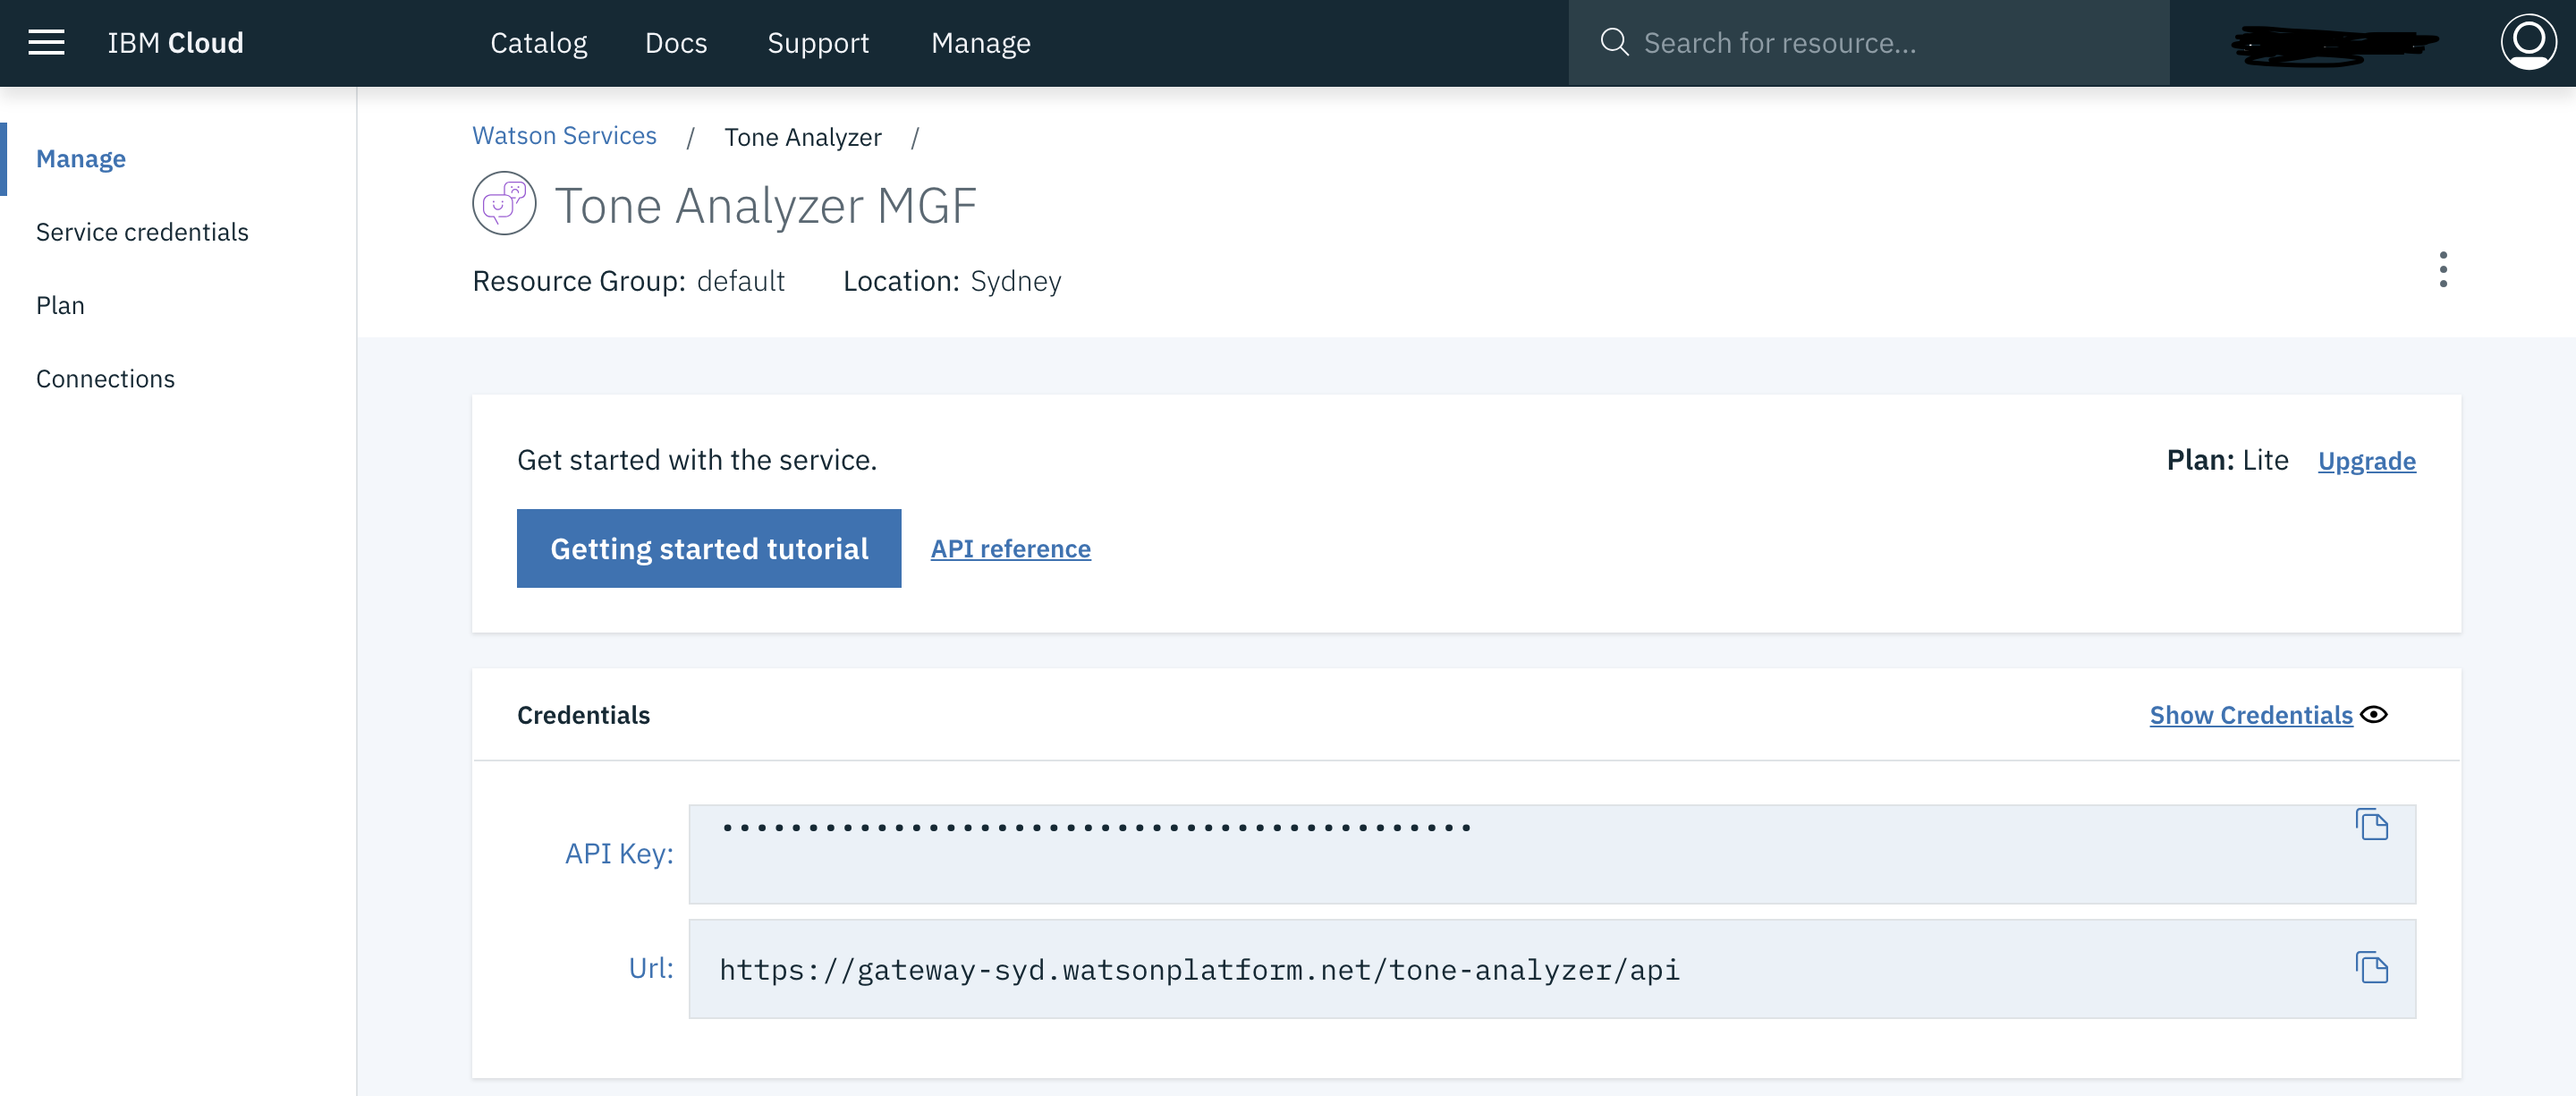 IBM Cloud
Catalog Docs Support Manage
Search for resource...
Manage
Service credentials
Plan
Connections
Watson Services / Tone Analyzer /
Tone Analyzer MGF
Resource Group: default Location: Sydney
Get started with the service.
Plan: Lite Upgrade
Getting started tutorial API reference
Credentials
Show Credentials
API Key: ••••••••••••••••••••••••••••••••••••••••••••
Url: https://gateway-syd.watsonplatform.net/tone-analyzer/api